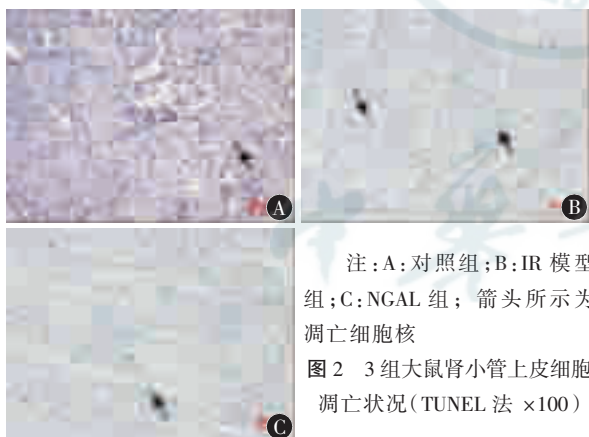 A
B
C
注:A:对照组;B:IR 模型
组;C:NGAL 组; 箭头所示为
凋亡细胞核
图 2 3 组大鼠肾小管上皮细胞
凋亡状况(TUNEL 法 ×100)